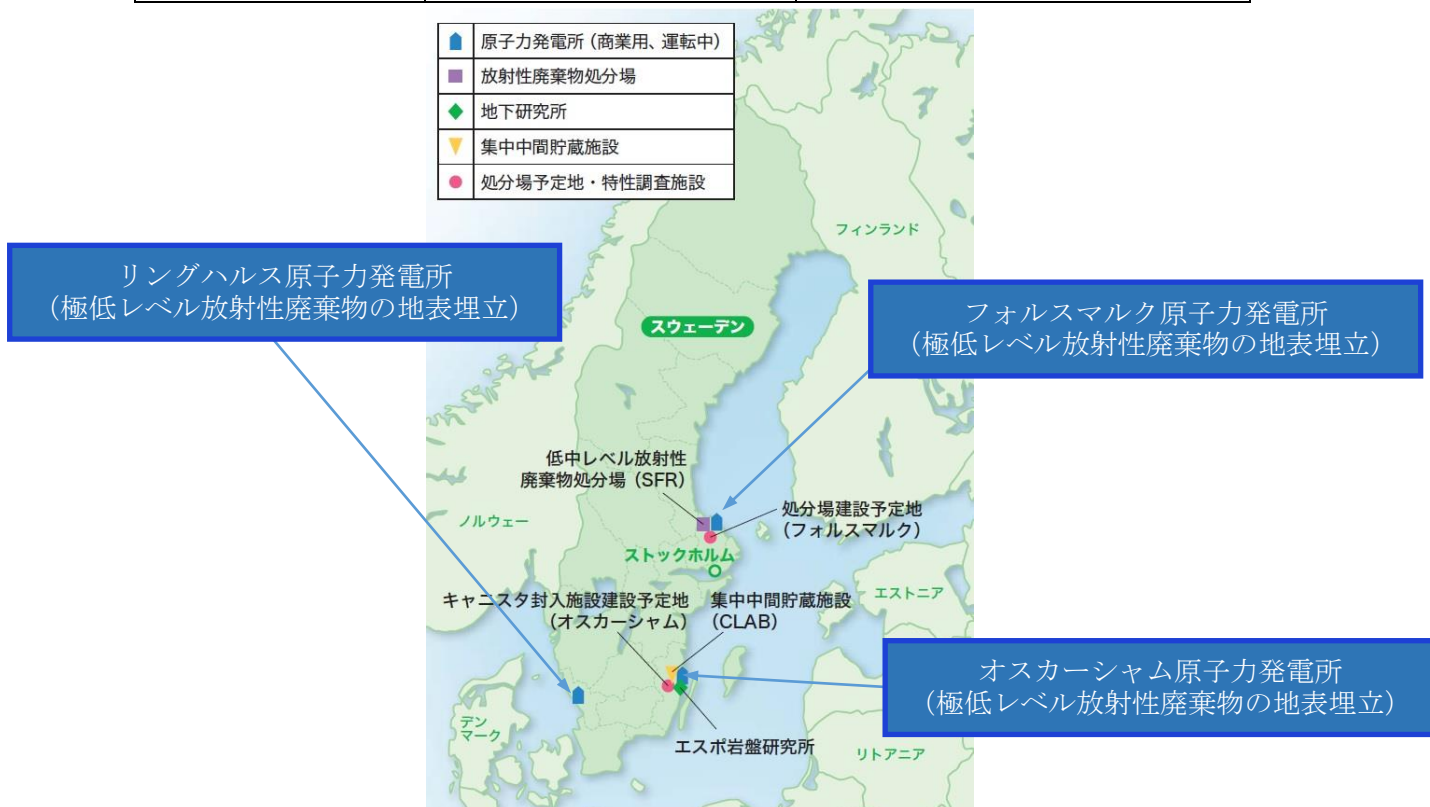 原子力発電所（商業用、運転中）
放射性廃棄物処分場
地下研究所
集中中間貯蔵施設
処分場予定地・特性調査施設
フィンランド
リングハルス原子力発電所
（極低レベル放射性廃棄物の地表埋立）
フォルスマルク原子力発電所
（極低レベル放射性廃棄物の地表埋立）
スウェーデン
低中レベル放射性
廃棄物処分場（SFR）
処分場建設予定地
（フォルスマルク）
ノルウェー
ストックホルム
エストニア
キャニスタ封入施設建設予定地
（オスカーシャム）
集中中間貯蔵施設
（CLAB）
オスカーシャム原子力発電所
（極低レベル放射性廃棄物の地表埋立）
デン
マーク
エスポ岩盤研究所
リトアニア